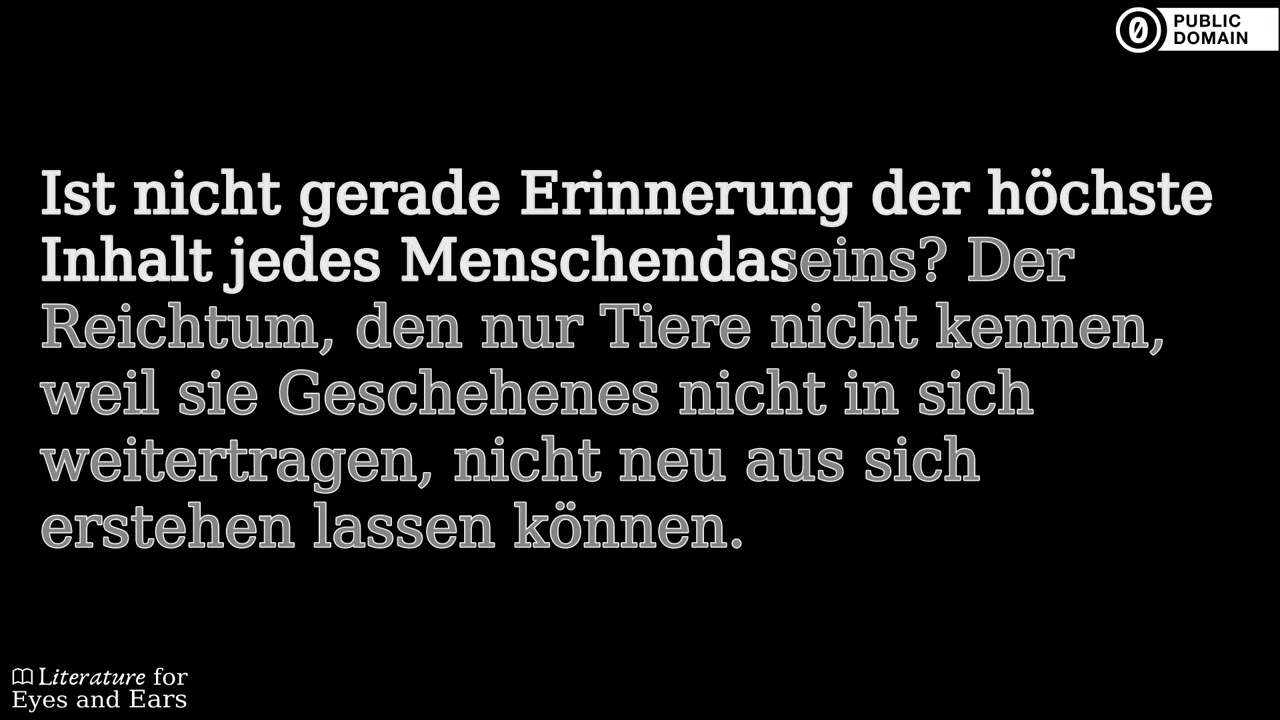 PUBLIC
DOMAIN
Ist nicht gerade Erinnerung der höchste
Inhalt jedes Menschendaseins? Der
Reichtum, den nur Tiere nicht kennen,
weil sie Geschehenes nicht in sich
weitertragen, nicht neu aus sich
erstehen lassen können.
Literature for
Eyes and Ears